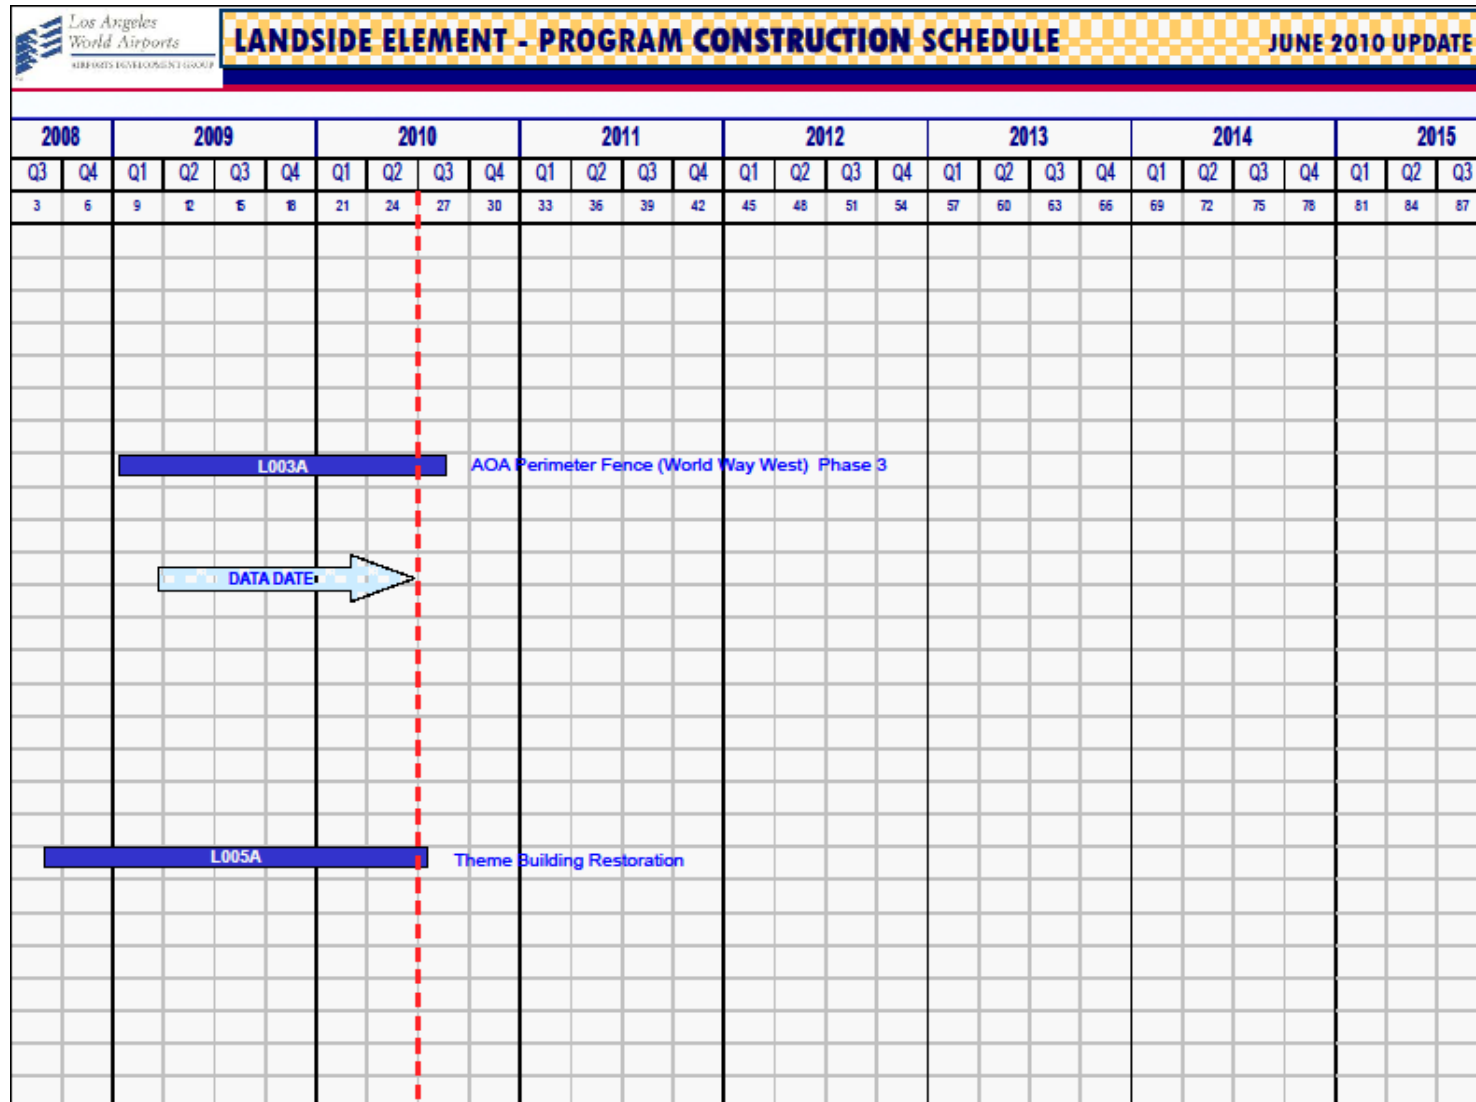 Los Angeles
World Airports
AIRPORTS DEVELOPMENT GROUP
LANDSIDE ELEMENT - PROGRAM CONSTRUCTION SCHEDULE
JUNE 2010 UPDATE
2008 2009 2010 2011 2012 2013 2014 2015
Q3 Q4 Q1 Q2 Q3 Q4 Q1 Q2 Q3 Q4 Q1 Q2 Q3 Q4 Q1 Q2 Q3 Q4 Q1 Q2 Q3 Q4 Q1 Q2 Q3 Q4 Q1 Q2 Q3
3 6 9 12 15 18 21 24 27 30 33 36 39 42 45 48 51 54 57 60 63 66 69 72 75 78 81 84 87
L003A AOA Perimeter Fence (World Way West) Phase 3
DATA DATE
L005A Theme Building Restoration